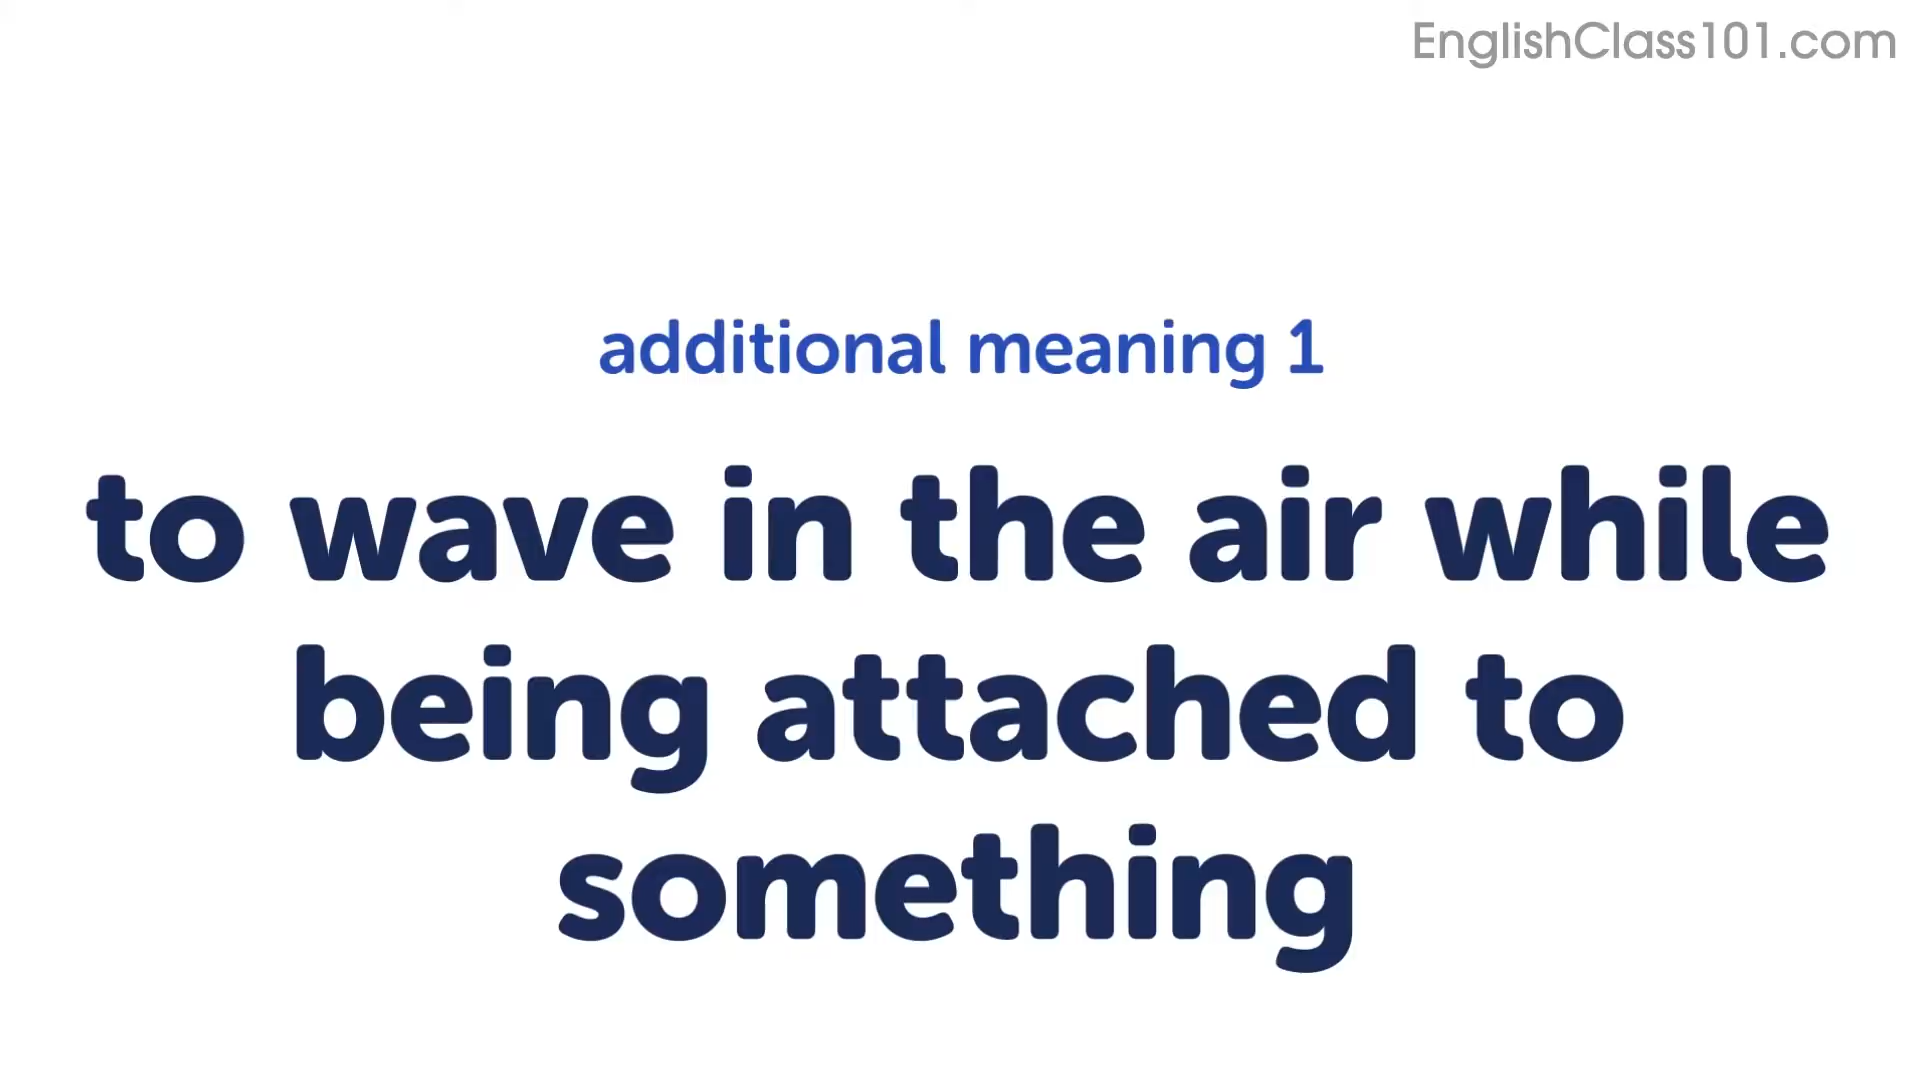 EnglishClass101.com
additional meaning 1
to wave in the air while
being attached to
something